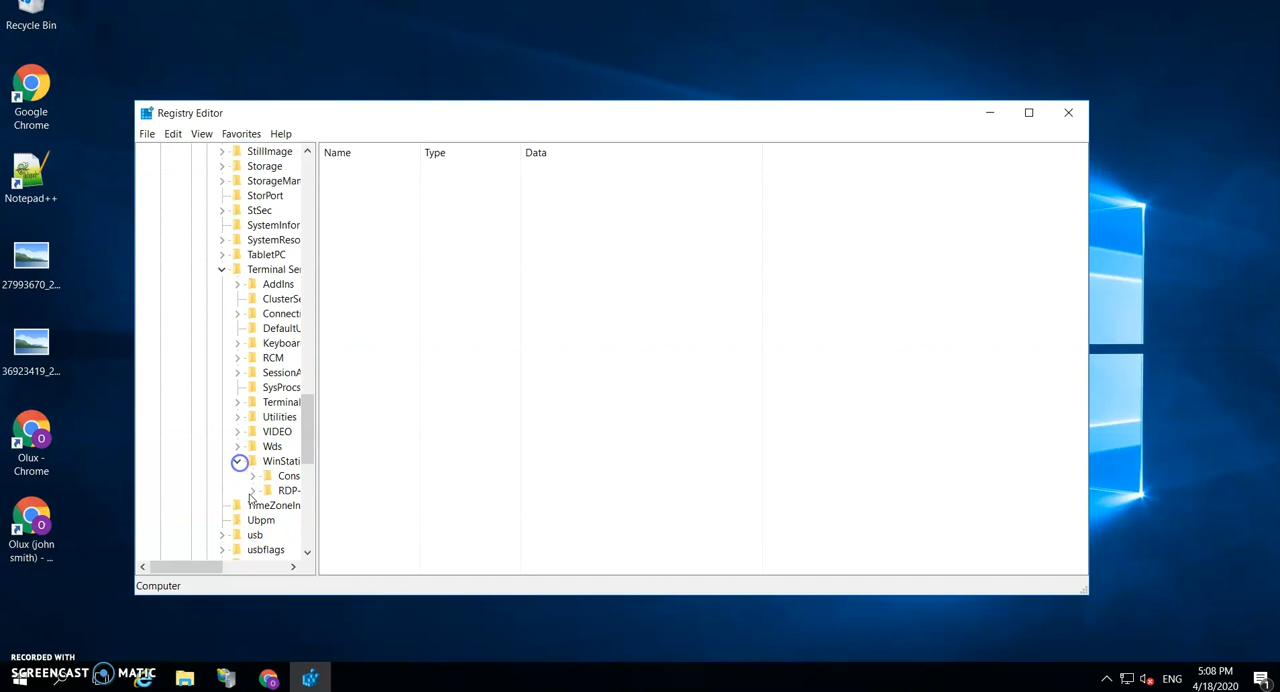 Recycle Bin
Google
Chrome
Notepad++
27993670_2...
36923419_2...
Olux -
Chrome
Olux (john
smith) - ...
Registry Editor
File Edit View Favorites Help
StillImage
Storage
StorageMar
StorPort
StSec
SystemInfor
SystemReso
TabletPC
Terminal Ser
AddIns
ClusterSe
Connect
DefaultU
Keyboar
RCM
SessionA
SysProcs
Terminal
Utilities
VIDEO
Wds
WinStati
Cons
RDP-
TimeZoneIn
Ubpm
usb
usbflags
Name Type Data
Computer
RECORDED WITH
SCREENCAST MATIC
ENG
5:08 PM
4/18/2020
1